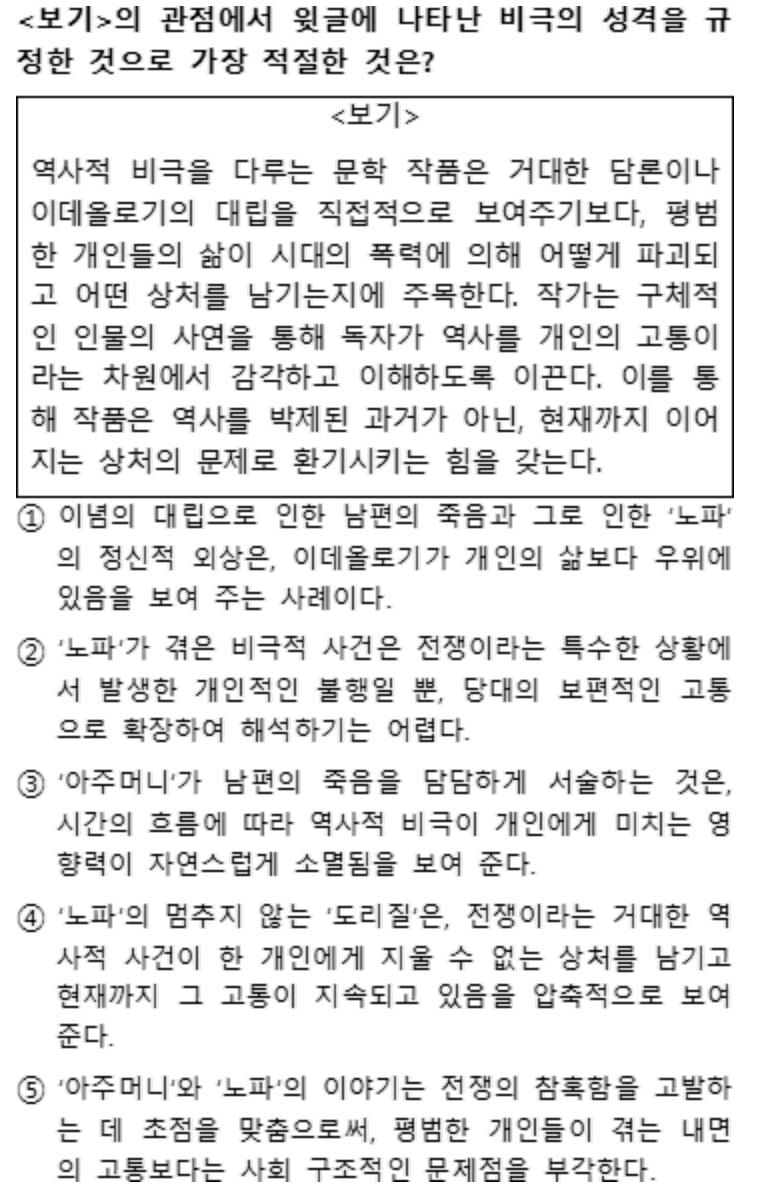 <보기>의 관점에서 윗글에 나타난 비극의 성격을 규
정한 것으로 가장 적절한 것은?
<보기>
역사적 비극을 다루는 문학 작품은 거대한 담론이나
이데올로기의 대립을 직접적으로 보여주기보다, 평범
한 개인들의 삶이 시대의 폭력에 의해 어떻게 파괴되
고 어떤 상처를 남기는지에 주목한다. 작가는 구체적
인 인물의 사연을 통해 독자가 역사를 개인의 고통이
라는 차원에서 감각하고 이해하도록 이끈다. 이를 통
해 작품은 역사를 박제된 과거가 아닌, 현재까지 이어
지는 상처의 문제로 환기시키는 힘을 갖는다.
① 이념의 대립으로 인한 남편의 죽음과 그로 인한 '노파'
의 정신적 외상은, 이데올로기가 개인의 삶보다 우위에
있음을 보여 주는 사례이다.
② '노파'가 겪은 비극적 사건은 전쟁이라는 특수한 상황에
서 발생한 개인적인 불행일 뿐, 당대의 보편적인 고통
으로 확장하여 해석하기는 어렵다.
③ '아주머니'가 남편의 죽음을 담담하게 서술하는 것은,
시간의 흐름에 따라 역사적 비극이 개인에게 미치는 영
향력이 자연스럽게 소멸됨을 보여 준다.
④ '노파'의 멈추지 않는 '도리질'은, 전쟁이라는 거대한 역
사적 사건이 한 개인에게 지울 수 없는 상처를 남기고
현재까지 그 고통이 지속되고 있음을 압축적으로 보여
준다.
⑤ '아주머니'와 '노파'의 이야기는 전쟁의 참혹함을 고발하
는 데 초점을 맞춤으로써, 평범한 개인들이 겪는 내면
의 고통보다는 사회 구조적인 문제점을 부각한다.